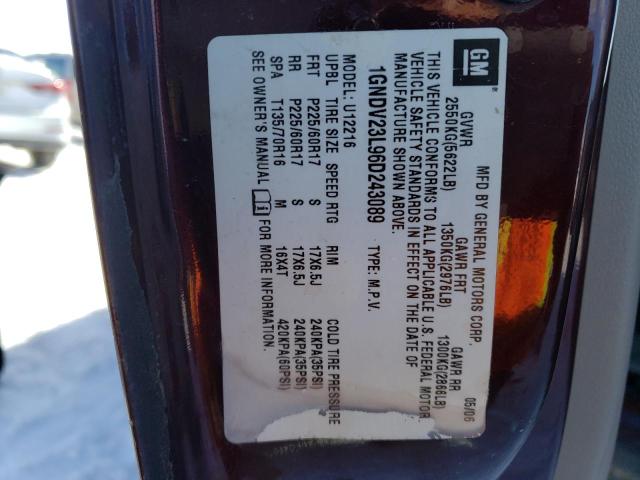 GM
MFD BY GENERAL MOTORS CORP. 05/06
GVWR GAWR FRT GAWR RR
2550KG(5622LB) 1350KG(2976LB) 1300KG(2866LB)
THIS VEHICLE CONFORMS TO ALL APPLICABLE U.S. FEDERAL MOTOR
VEHICLE SAFETY STANDARDS IN EFFECT ON THE DATE OF
MANUFACTURE SHOWN ABOVE.
1GNDV23L96D243089 TYPE: M.P.V.
MODEL: U12216
UPBL TIRE SIZE SPEED RTG RIM COLD TIRE PRESSURE
FRT P225/60R17 S 17X6.5J 240KPA(35PSI)
RR P225/60R17 S 17X6.5J 240KPA(35PSI)
SPA T135/70R16 M 16X4T 420KPA(60PSI)
SEE OWNER'S MANUAL FOR MORE INFORMATION.